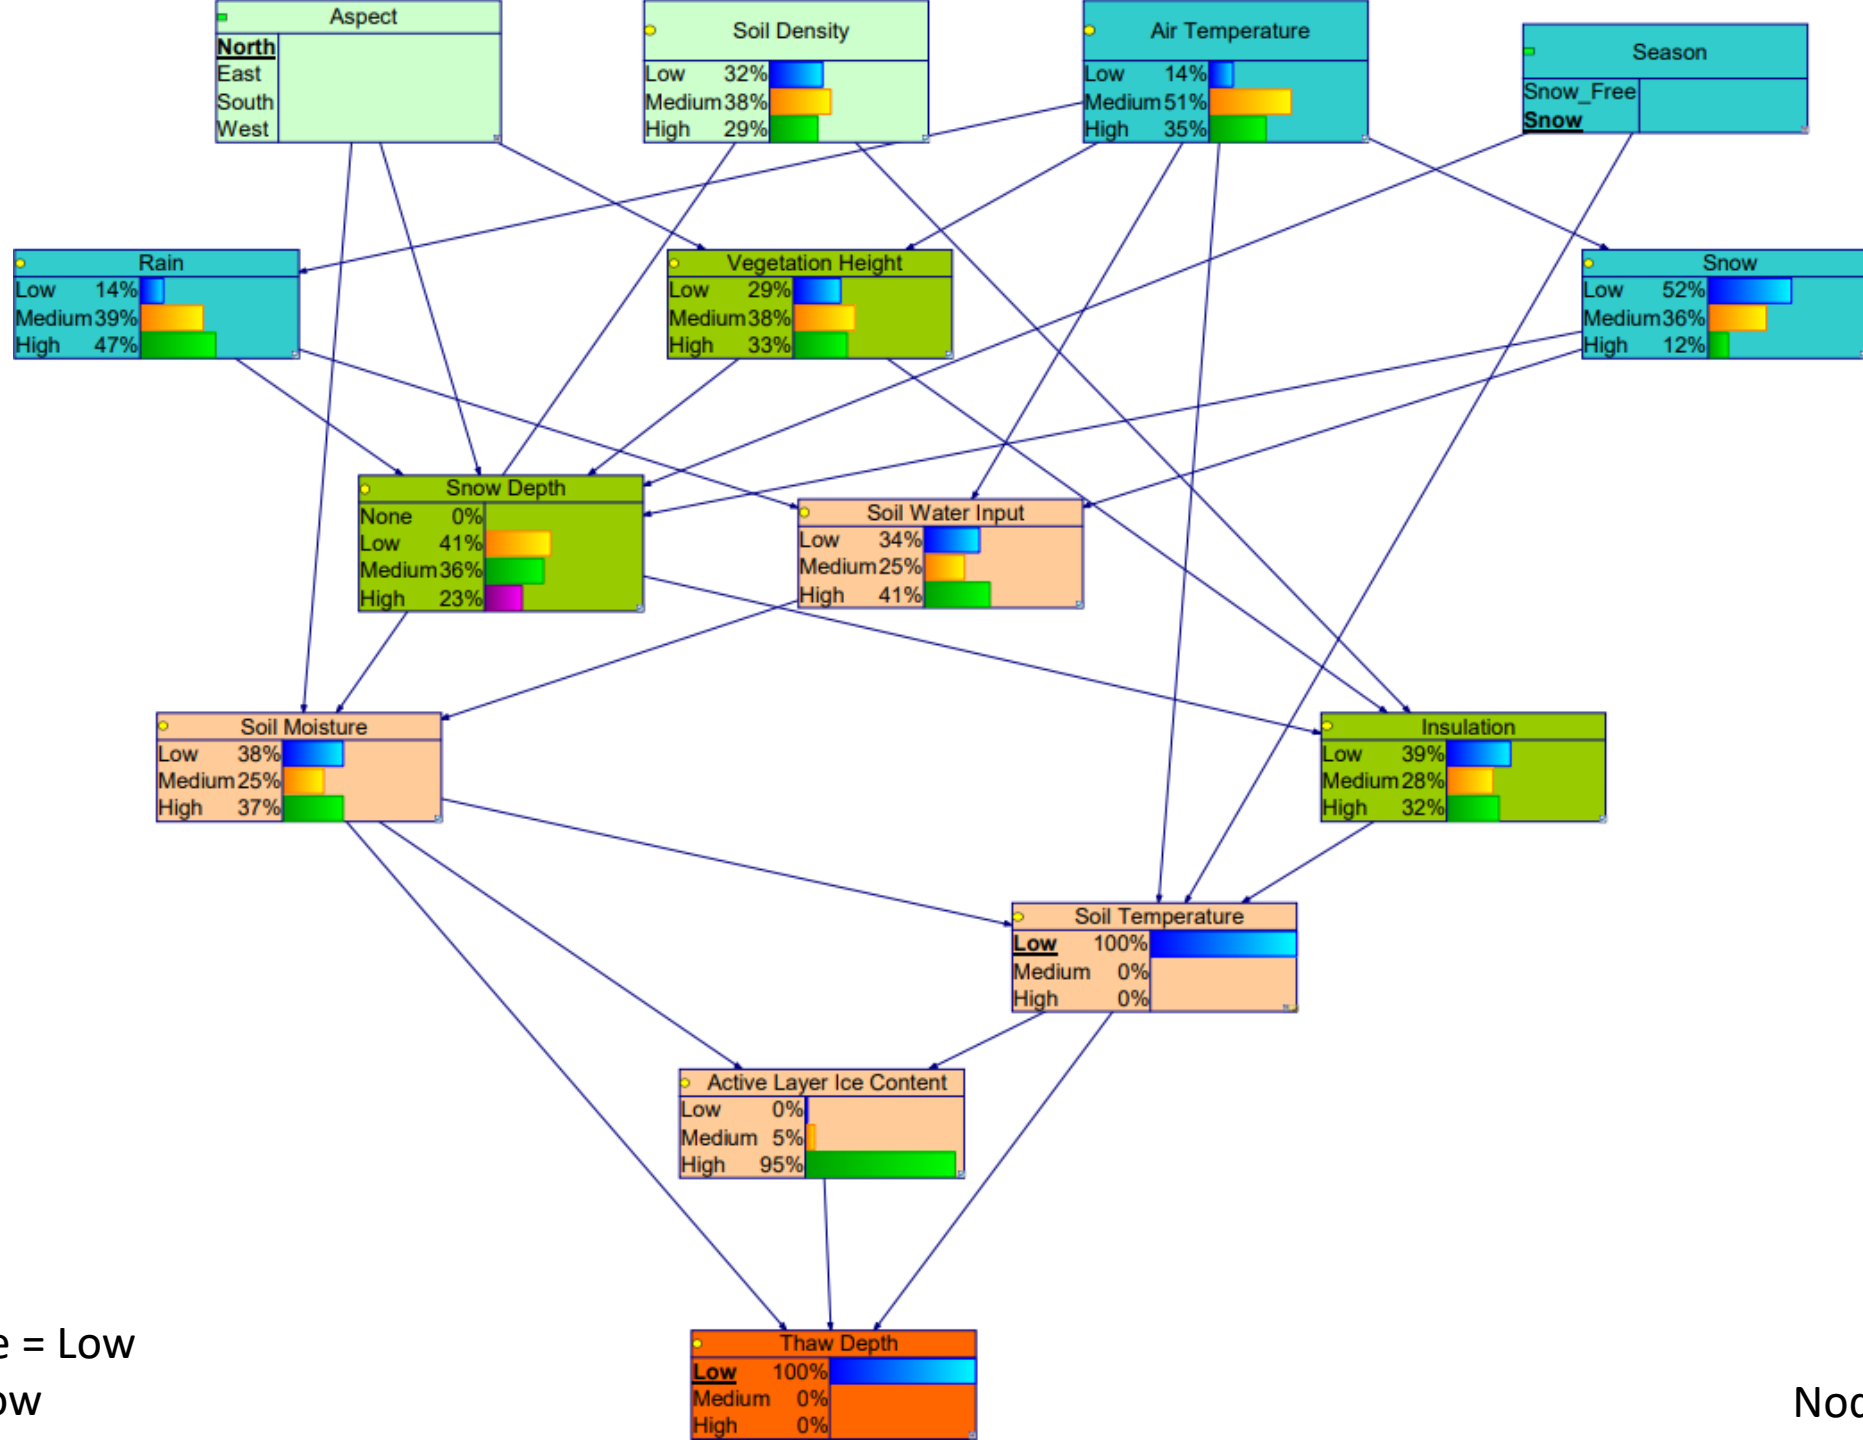 Aspect
North
East
South
West
Soil Density
Low 32%
Medium 38%
High 29%
Air Temperature
Low 14%
Medium 51%
High 35%
Season
Snow_Free
Snow
Rain
Low 14%
Medium 39%
High 47%
Vegetation Height
Low 29%
Medium 38%
High 33%
Snow
Low 52%
Medium 36%
High 12%
Snow Depth
None 0%
Low 41%
Medium 36%
High 23%
Soil Water Input
Low 34%
Medium 25%
High 41%
Soil Moisture
Low 38%
Medium 25%
High 37%
Insulation
Low 39%
Medium 28%
High 32%
Soil Temperature
Low 100%
Medium 0%
High 0%
Active Layer Ice Content
Low 0%
Medium 5%
High 95%
Thaw Depth
Low 100%
Medium 0%
High 0%
e = Low
ow
Nod